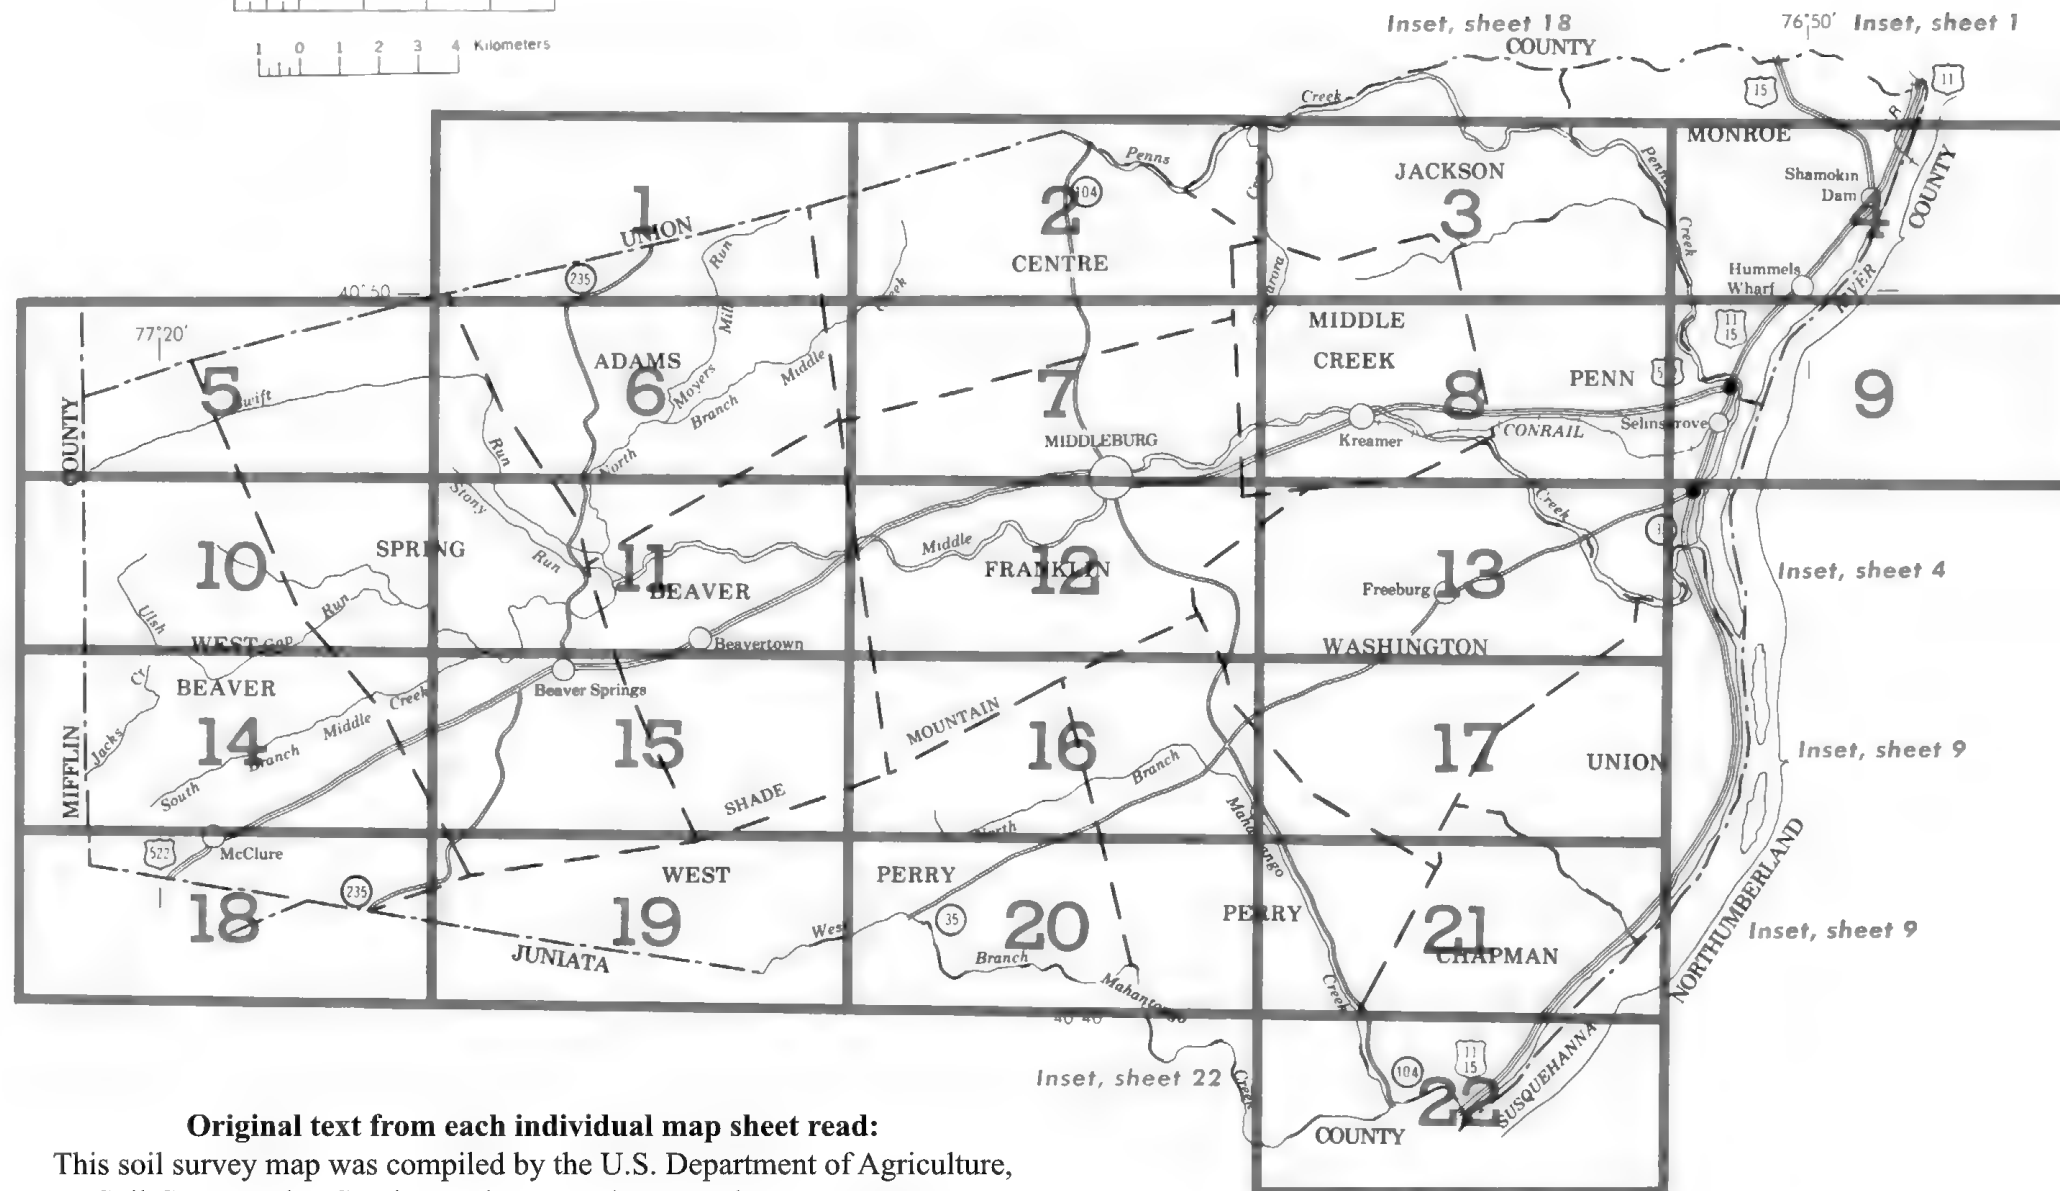 Inset, sheet 18
76°50'
Inset, sheet 1
1 0 1 2 3 4 Kilometers
COUNTY
15
11
Creek
R
MONROE
Penns
JACKSON
Penns
Shamokin
Dam
COUNTY
1
2
104
3
4
UNION
Run
Creek
235
CENTRE
Hummels
Wharf
RIVER
40°50'
Creek
77°20'
Mill
MIDDLE
11
15
ADAMS
CREEK
Middle
PENN
5
Swift
6
Moyers
7
8
9
Branch
COUNTY
Kreamer
CONRAIL
Selinsgrove
MIDDLEBURG
Run
North
Stony
Creek
35
10
SPRING
Run
11
Middle
12
FRANKLIN
13
Inset, sheet 4
BEAVER
Freeburg
Ulsh
Run
WEST
Gap
Beavertown
WASHINGTON
BEAVER
Beaver Springs
Creek
Middle
14
Branch
South
Jacks
Cr
MIFFLIN
15
MOUNTAIN
16
17
Inset, sheet 9
SHADE
Branch
UNION
North
Mahantango
522
McClure
235
WEST
PERRY
18
19
35
20
PERRY
21
Inset, sheet 9
West
CHAPMAN
JUNIATA
Branch
Mahantango
Creek
NORTHUMBERLAND
40°40'
Inset, sheet 22
Creek
104
11
15
22
SUSQUEHANNA
COUNTY
Original text from each individual map sheet read:
This soil survey map was compiled by the U.S. Department of Agriculture,